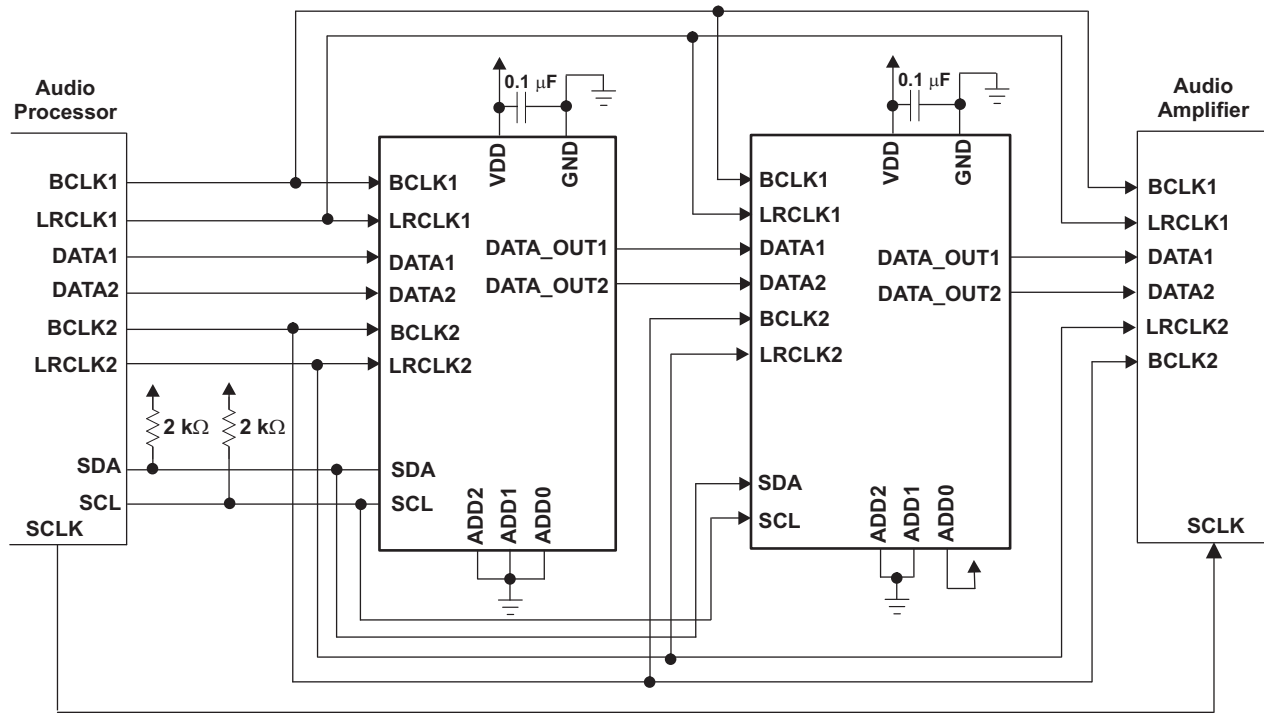 Audio
Processor
BCLK1
LRCLK1
DATA1
DATA2
BCLK2
LRCLK2
2 kΩ
2 kΩ
SDA
SCL
SCLK
0.1 μF
VDD
GND
BCLK1
LRCLK1
DATA1
DATA2
BCLK2
LRCLK2
DATA_OUT1
DATA_OUT2
SDA
SCL
ADD2
ADD1
ADD0
0.1 μF
VDD
GND
BCLK1
LRCLK1
DATA1
DATA2
BCLK2
LRCLK2
DATA_OUT1
DATA_OUT2
SDA
SCL
ADD2
ADD1
ADD0
Audio
Amplifier
BCLK1
LRCLK1
DATA1
DATA2
LRCLK2
BCLK2
SCLK